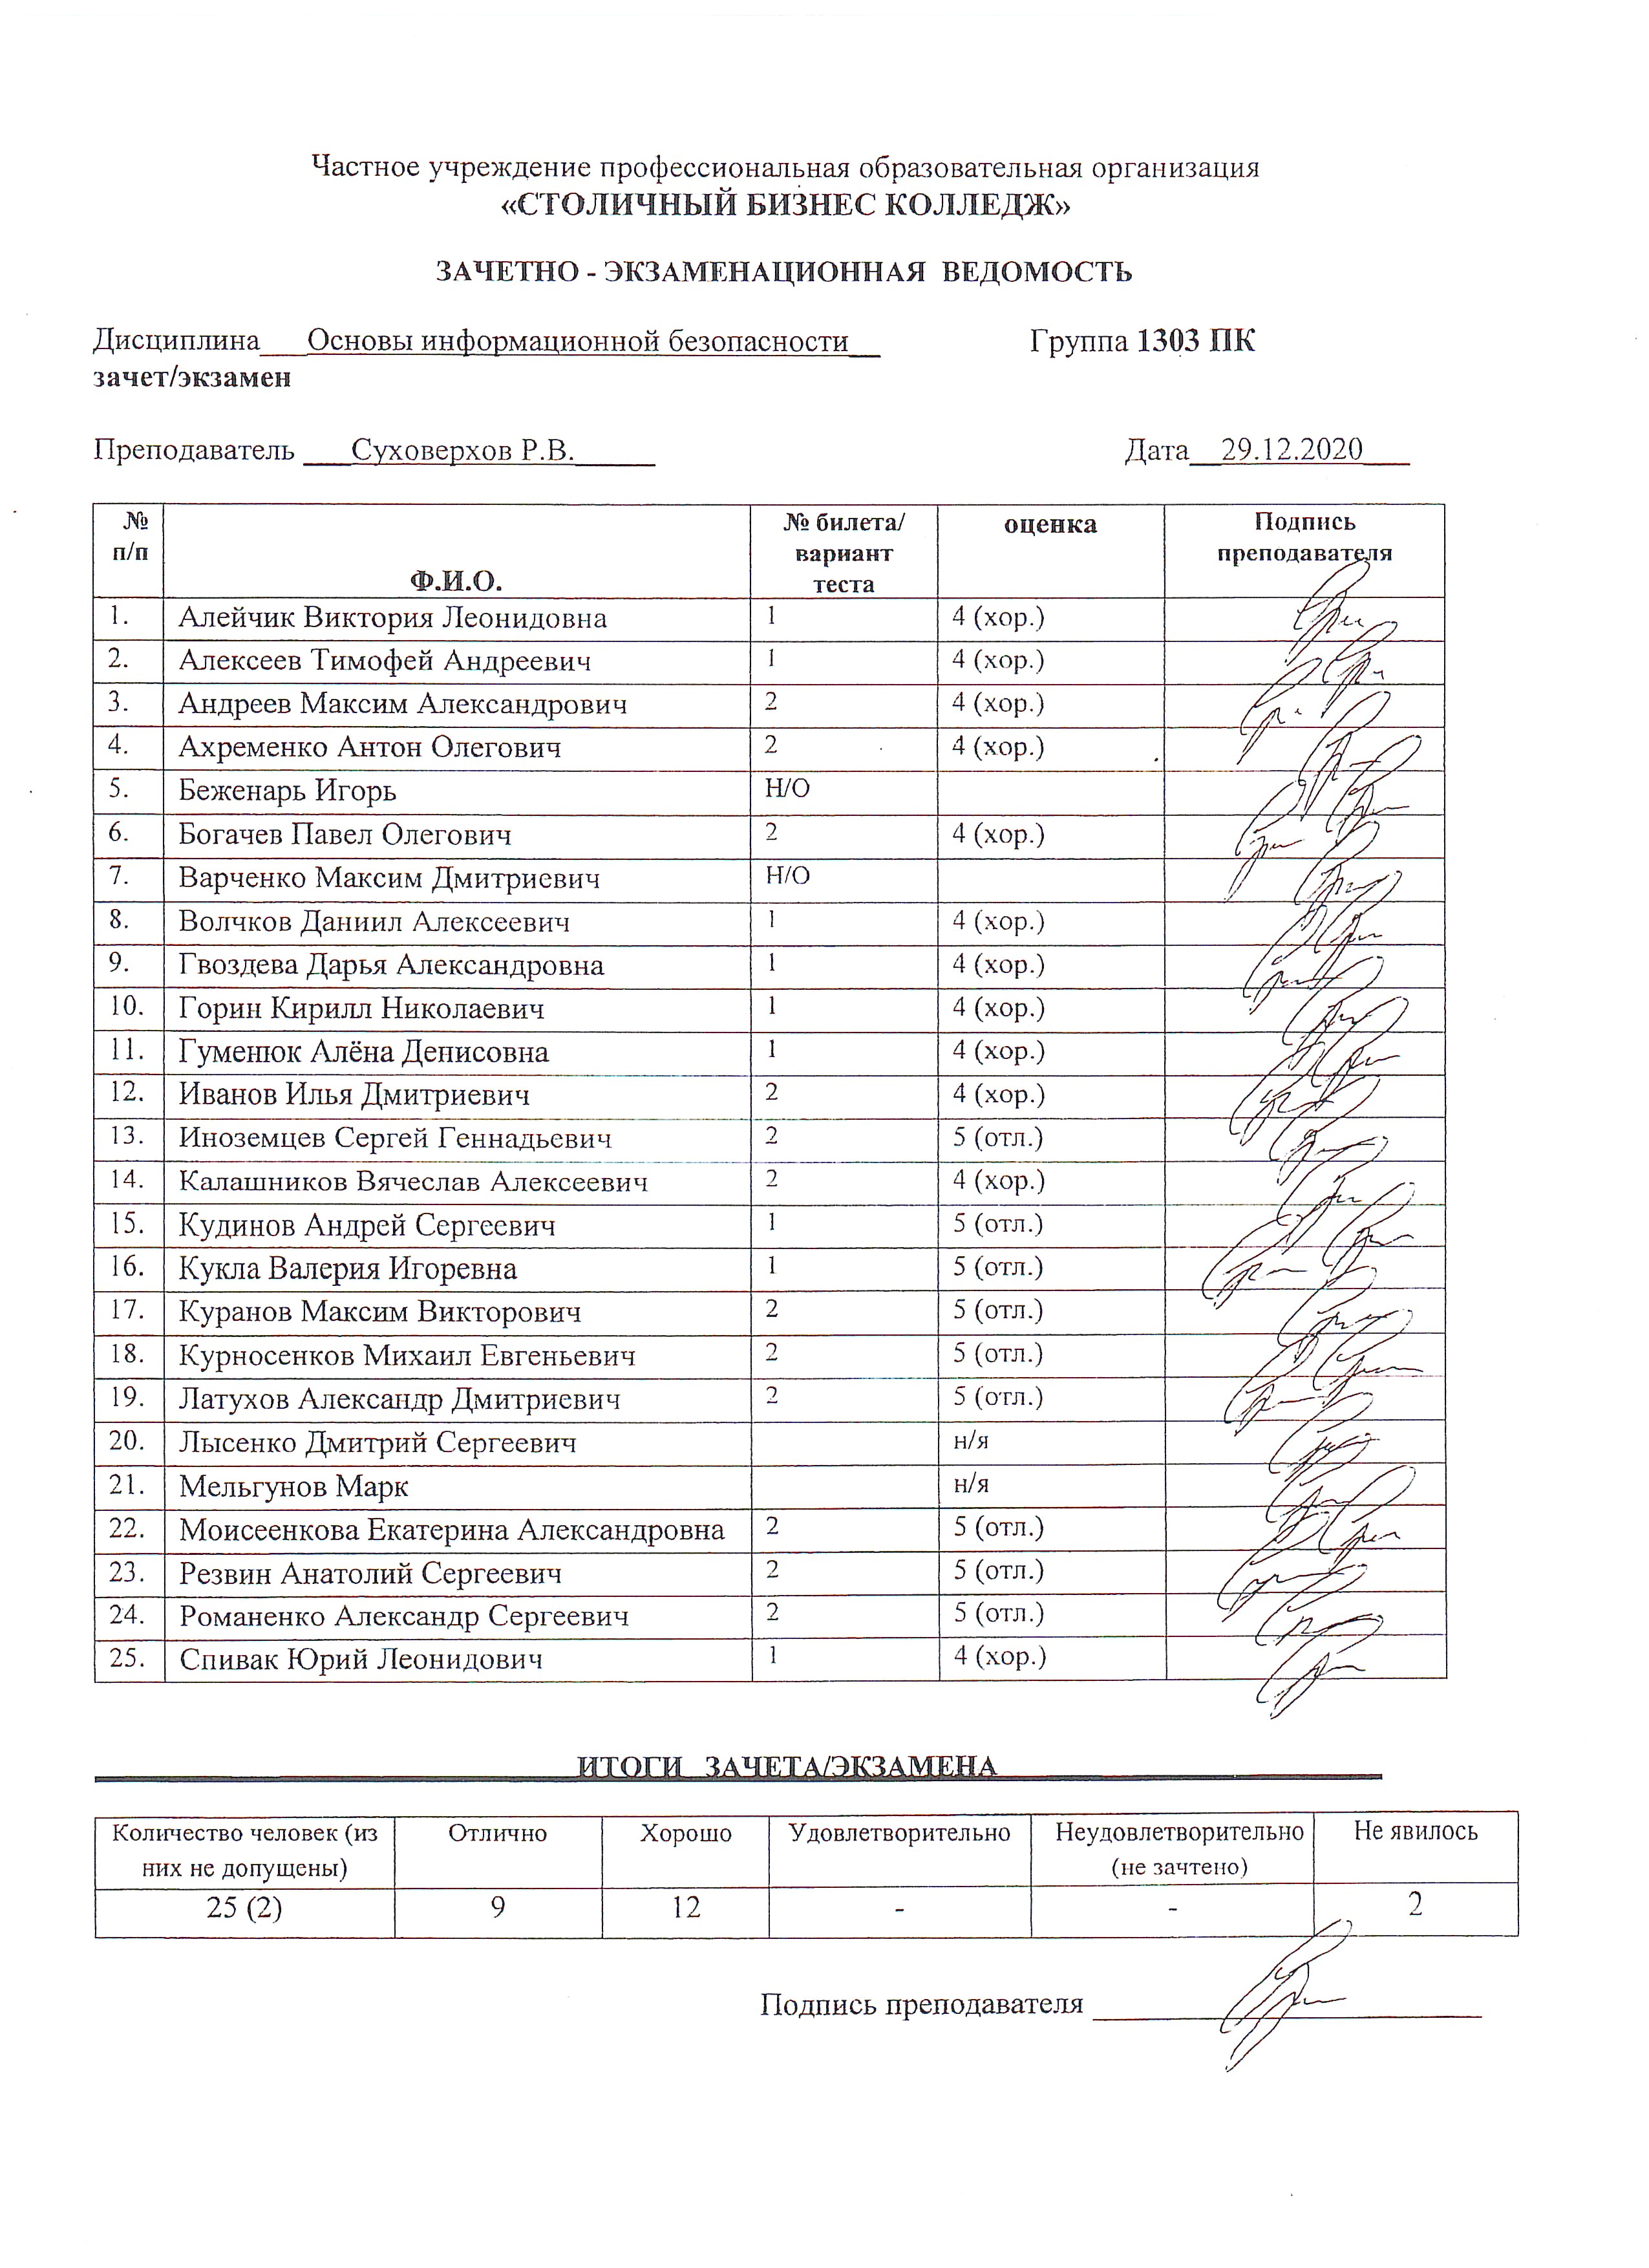 Частное учреждение профессиональная образовательная организация
«СТОЛИЧНЫЙ БИЗНЕС КОЛЛЕДЖ»
ЗАЧЕТНО - ЭКЗАМЕНАЦИОННАЯ ВЕДОМОСТЬ
Дисциплина Основы информационной безопасности Группа 1303 ПК
зачет/экзамен
Преподаватель Суховерхов Р.В. Дата 29.12.2020
№ п/п Ф.И.О. № билета/ вариант теста оценка Подпись преподавателя
1. Алейчик Виктория Леонидовна 1 4 (хор.)
2. Алексеев Тимофей Андреевич 1 4 (хор.)
3. Андреев Максим Александрович 2 4 (хор.)
4. Ахременко Антон Олегович 2 4 (хор.)
5. Беженарь Игорь Н/О
6. Богачев Павел Олегович 2 4 (хор.)
7. Варченко Максим Дмитриевич Н/О
8. Волчков Даниил Алексеевич 1 4 (хор.)
9. Гвоздева Дарья Александровна 1 4 (хор.)
10. Горин Кирилл Николаевич 1 4 (хор.)
11. Гуменюк Алёна Денисовна 1 4 (хор.)
12. Иванов Илья Дмитриевич 2 4 (хор.)
13. Иноземцев Сергей Геннадьевич 2 5 (отл.)
14. Калашников Вячеслав Алексеевич 2 4 (хор.)
15. Кудинов Андрей Сергеевич 1 5 (отл.)
16. Кукла Валерия Игоревна 1 5 (отл.)
17. Куранов Максим Викторович 2 5 (отл.)
18. Курносенков Михаил Евгеньевич 2 5 (отл.)
19. Латухов Александр Дмитриевич 2 5 (отл.)
20. Лысенко Дмитрий Сергеевич н/я
21. Мельгунов Марк н/я
22. Моисеенкова Екатерина Александровна 2 5 (отл.)
23. Резвин Анатолий Сергеевич 2 5 (отл.)
24. Романенко Александр Сергеевич 2 5 (отл.)
25. Спивак Юрий Леонидович 1 4 (хор.)
ИТОГИ ЗАЧЕТА/ЭКЗАМЕНА
Количество человек (из них не допущены) Отлично Хорошо Удовлетворительно Неудовлетворительно (не зачтено) Не явилось
25 (2) 9 12 - - 2
Подпись преподавателя